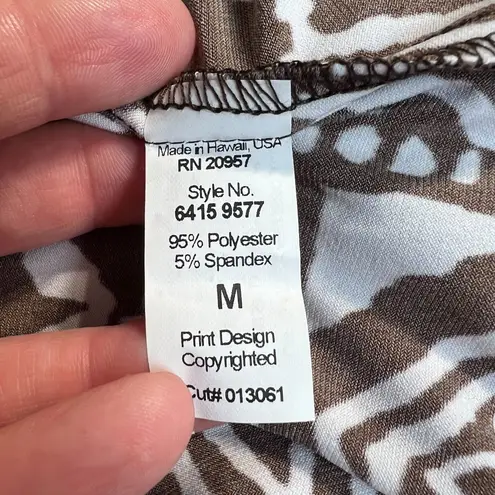 Made in Hawaii, USA
RN 20957
Style No.
6415 9577
95% Polyester
5% Spandex
M
Print Design
Copyrighted
Cut# 013061